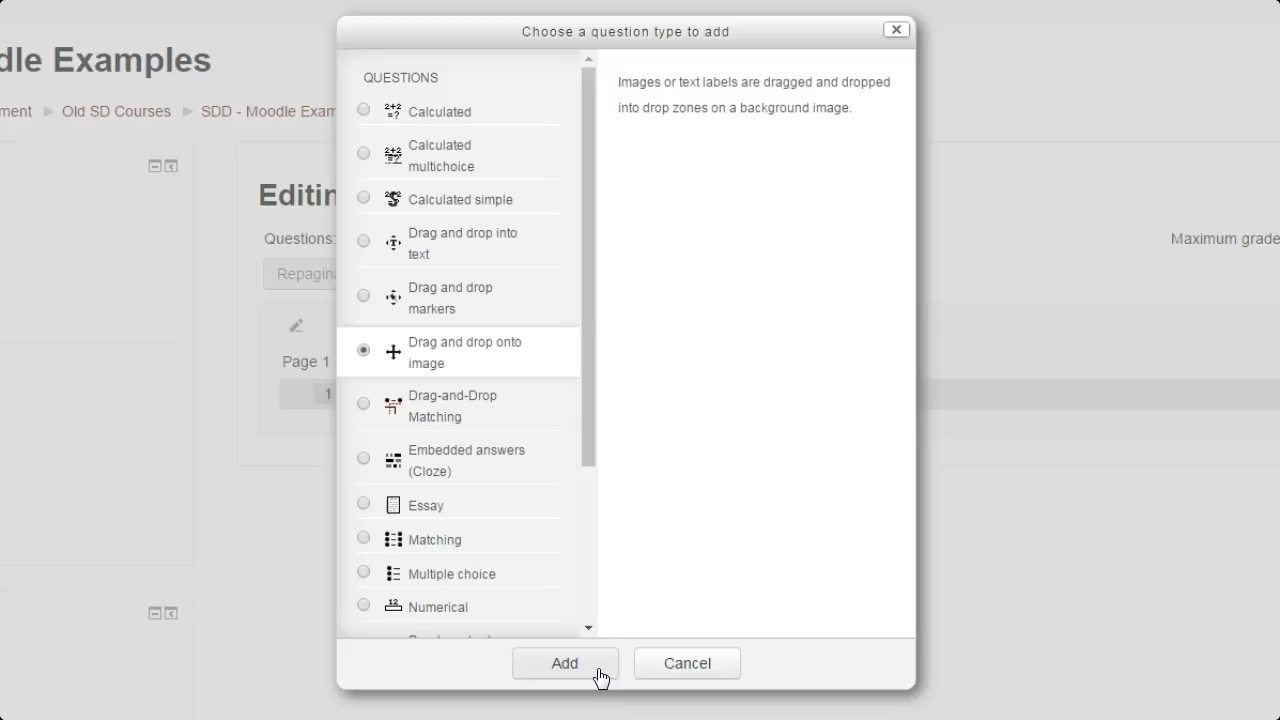 Choose a question type to add
dle Examples
ment Old SD Courses SDD - Moodle Exam
Editin
Questions:
Maximum grade
Repagina
Page 1
1
QUESTIONS
Calculated
Calculated
multichoice
Calculated simple
Drag and drop into
text
Drag and drop
markers
Drag and drop onto
image
Drag-and-Drop
Matching
Embedded answers
(Cloze)
Essay
Matching
Multiple choice
Numerical
Images or text labels are dragged and dropped
into drop zones on a background image.
Add Cancel